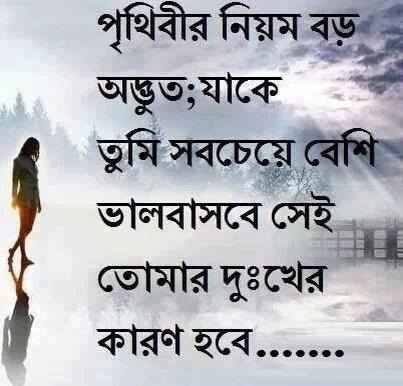 পৃথিবীর নিয়ম বড়
অদ্ভুত;যাকে
তুমি সবচেয়ে বেশি
ভালবাসবে সেই
তোমার দুঃখের
কারণ হবে.......